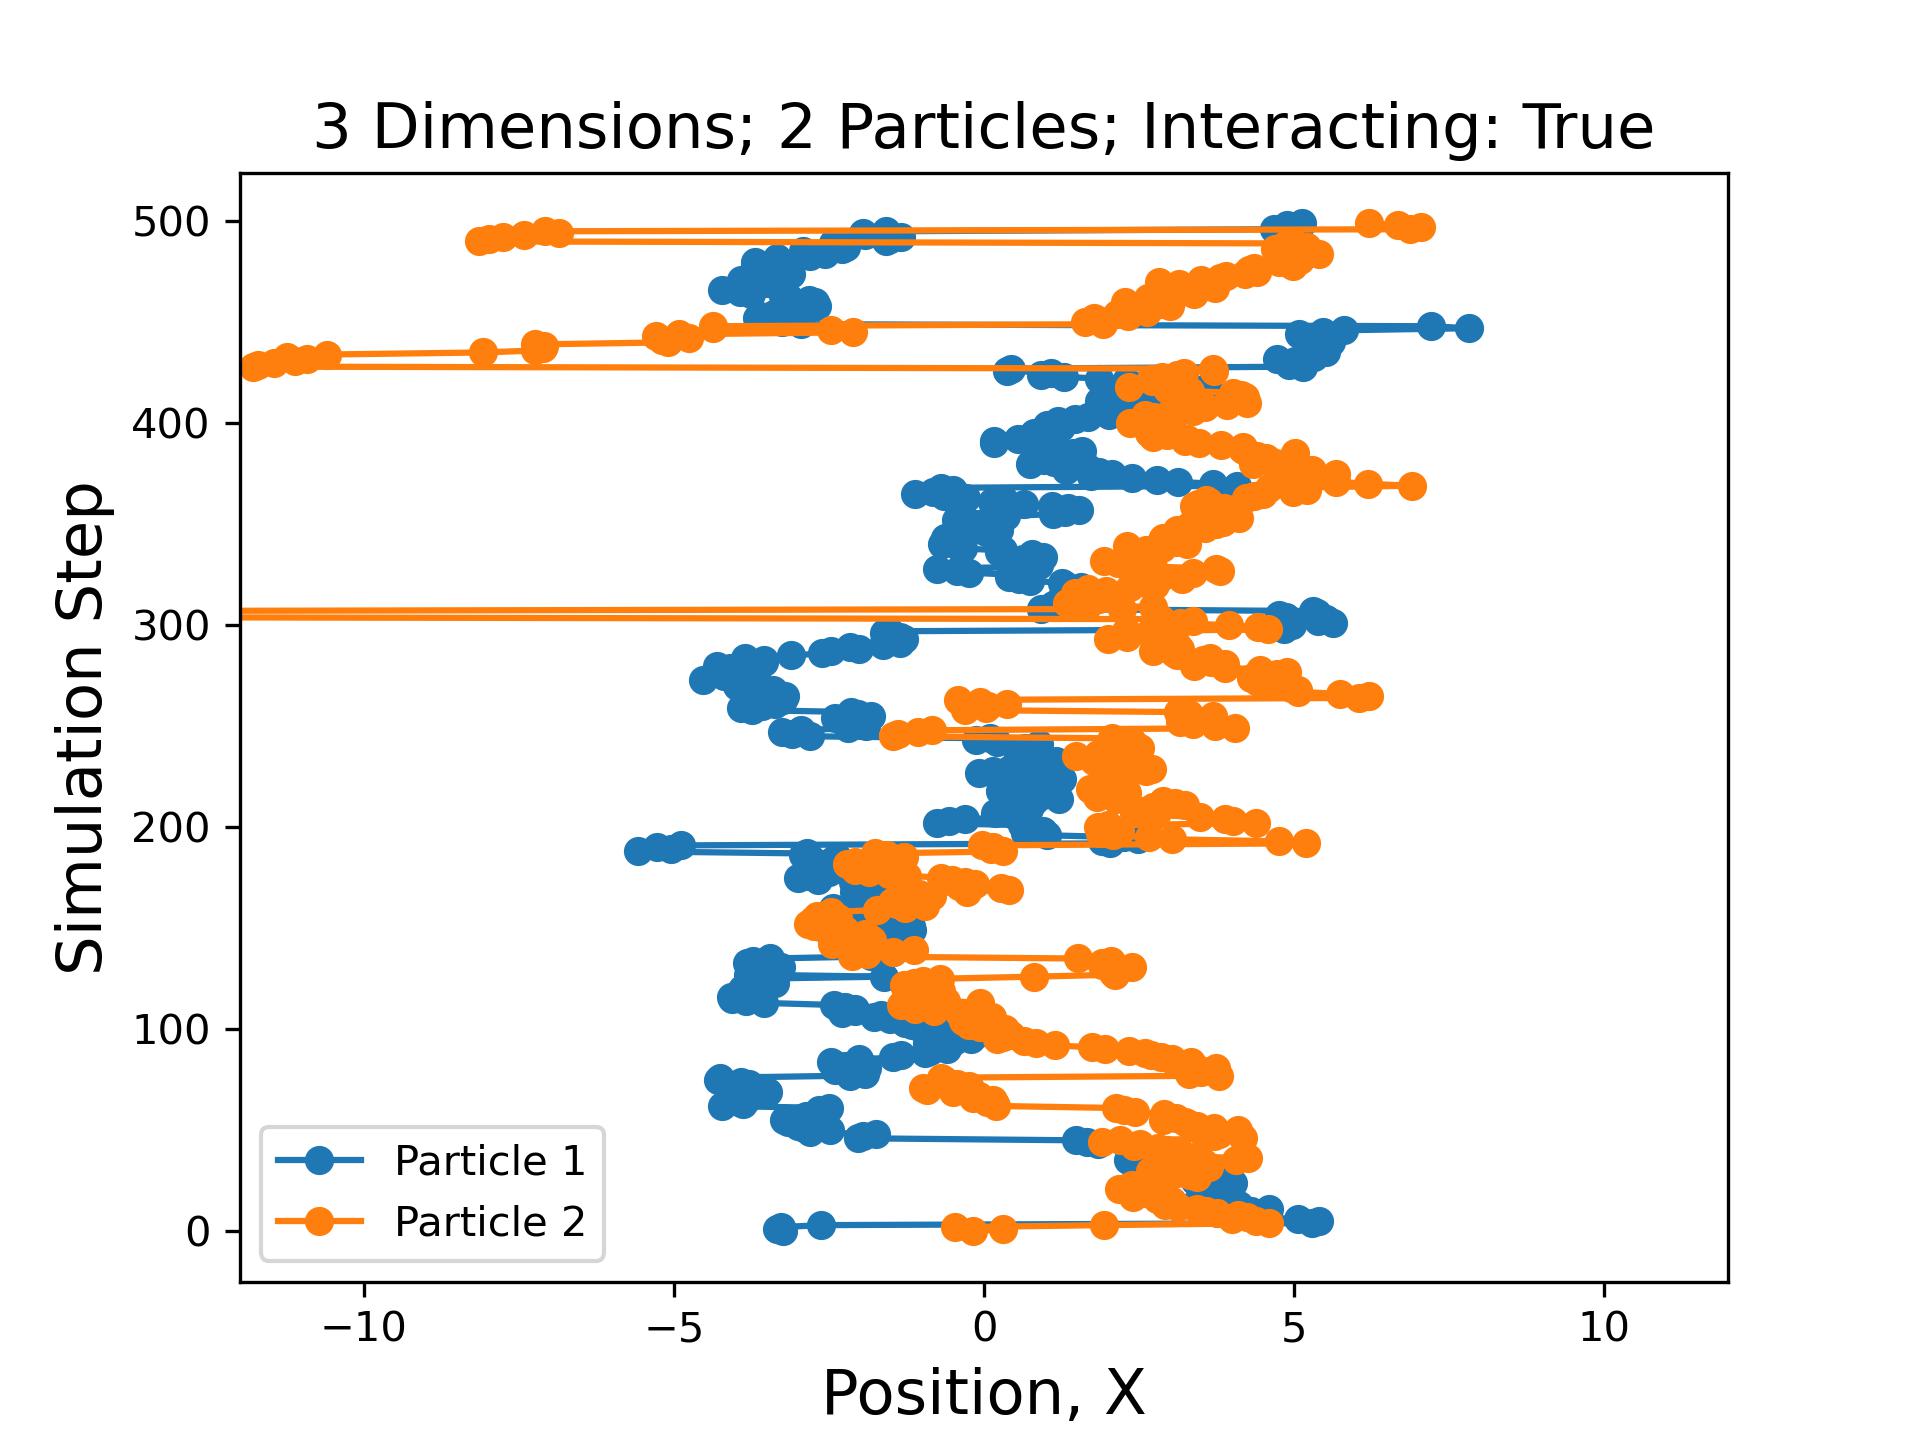 3 Dimensions; 2 Particles; Interacting: True
Simulation Step
500
400
300
200
100
0
Particle 1
Particle 2
−10
−5
0
5
10
Position, X